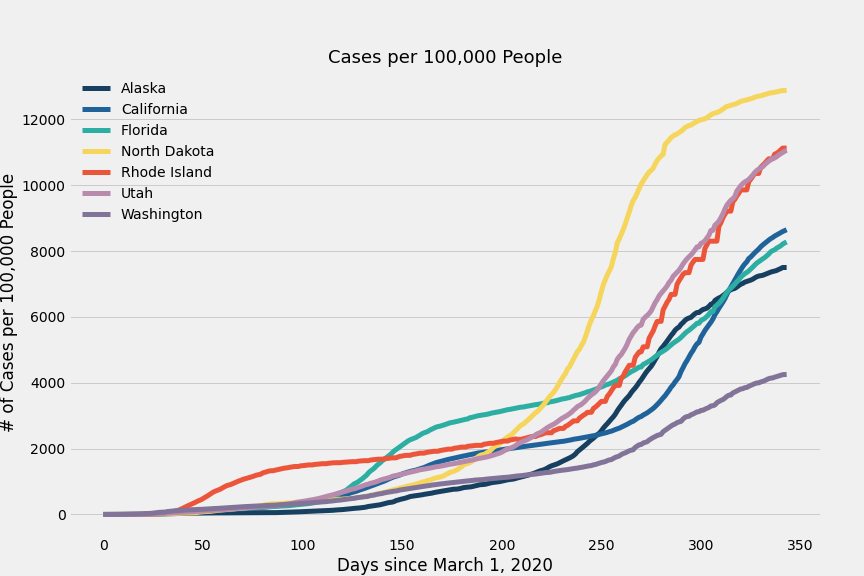 Cases per 100,000 People
Alaska
California
Florida
North Dakota
Rhode Island
Utah
Washington
# of Cases per 100,000 People
12000
10000
8000
6000
4000
2000
0
0 50 100 150 200 250 300 350
Days since March 1, 2020